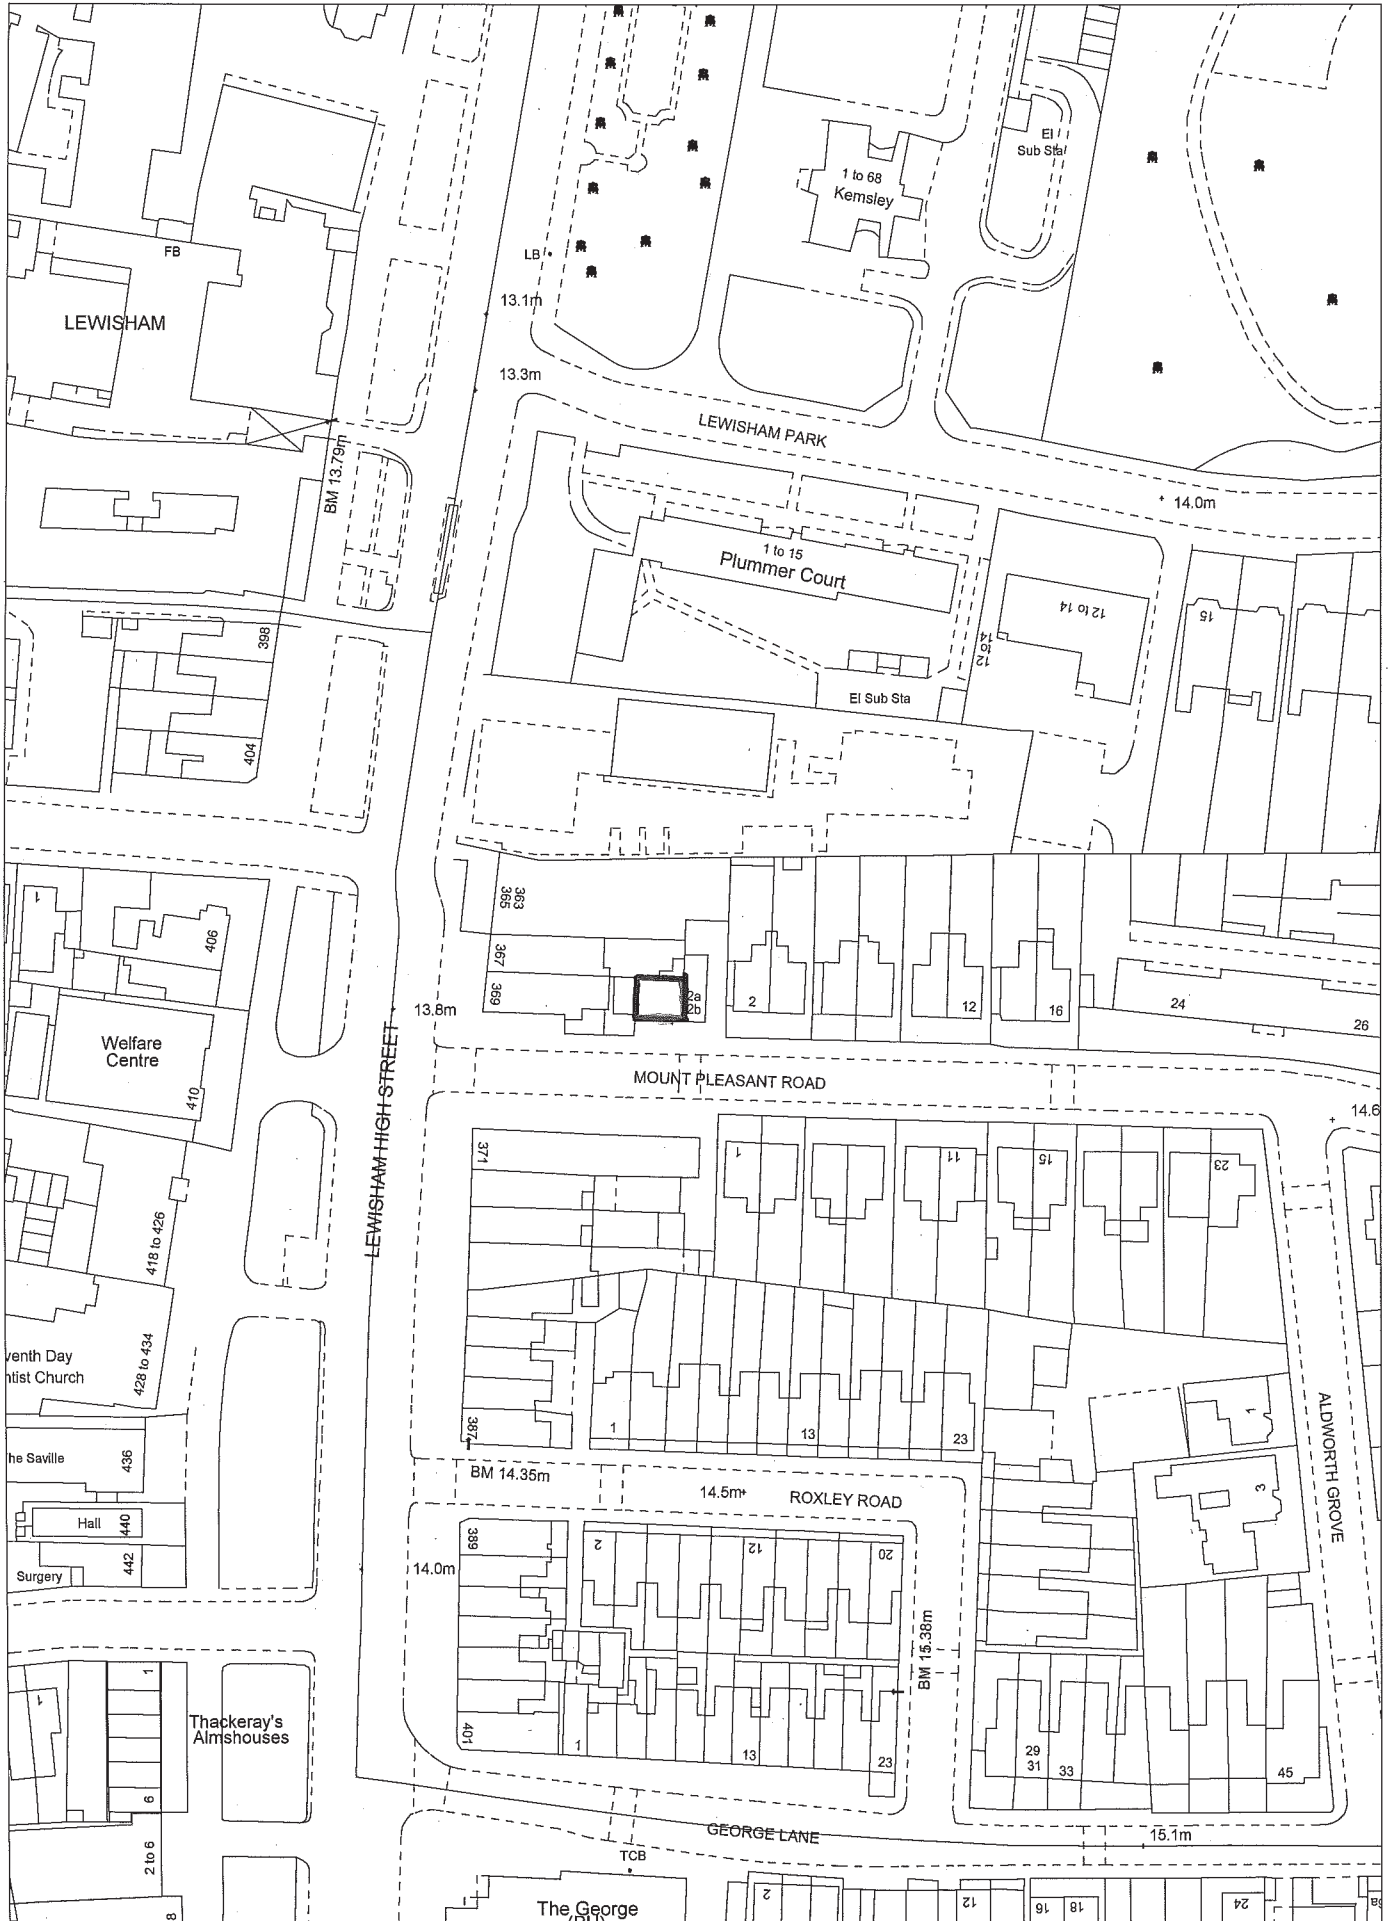 El
Sub Sta
1 to 68
Kemsley
FB
LB
13.1m
LEWISHAM
13.3m
LEWISHAM PARK
BM 13.79m
14.0m
1 to 15
Plummer Court
12 to 14
12
to
14
15
398
El Sub Sta
404
363
365
1
406
367
369
2a
2b
2
12
16
24
26
13.8m
Welfare
Centre
410
LEWISHAM HIGH STREET
MOUNT PLEASANT ROAD
14.6
371
1
11
15
23
418 to 426
venth Day
ntist Church
428 to 434
387
1
13
23
1
ALDWORTH GROVE
he Saville
436
BM 14.35m
14.5m
ROXLEY ROAD
3
Hall
440
442
Surgery
389
2
12
20
14.0m
BM 15.38m
1
1
Thackeray's
Almshouses
401
1
13
23
29
31
33
45
6
2 to 6
GEORGE LANE
15.1m
TCB
The George
2
12
16
18
24
8